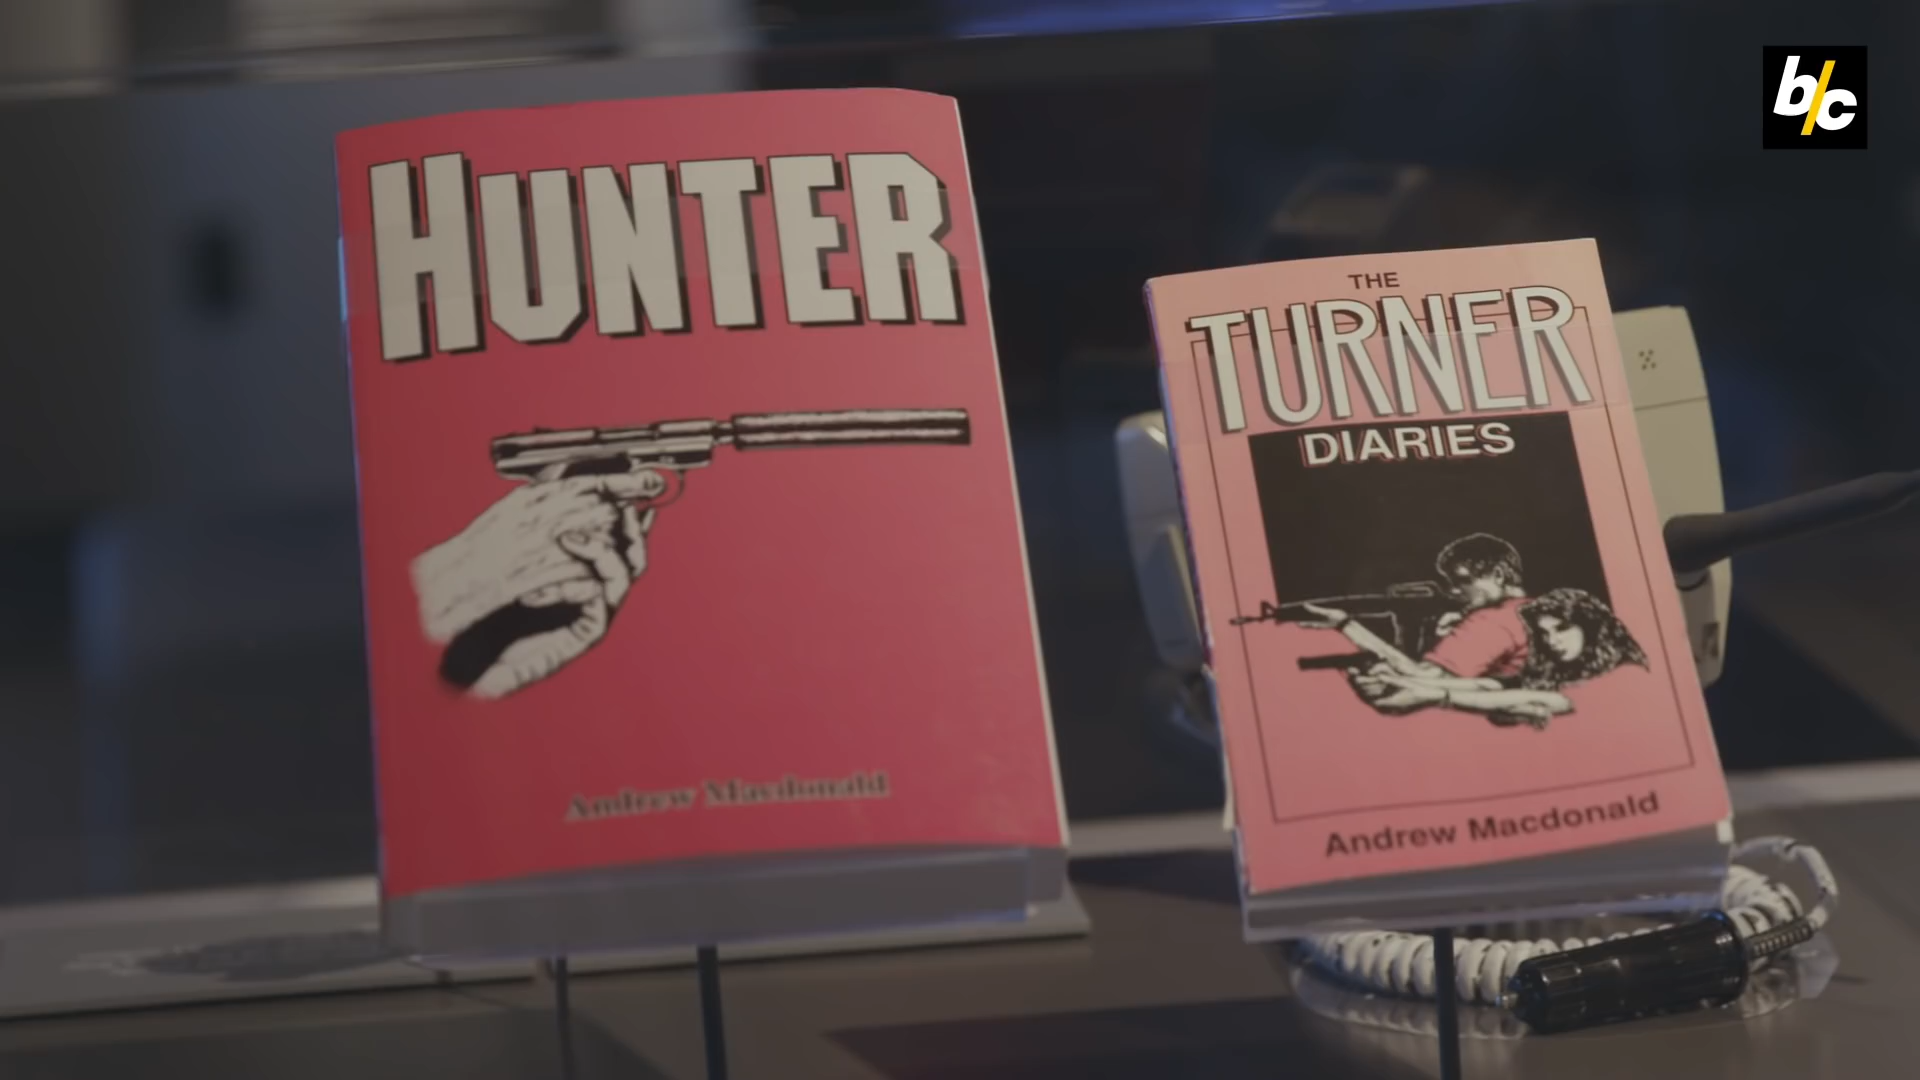 b/c
HUNTER
Andrew Macdonald
THE
TURNER
DIARIES
Andrew Macdonald